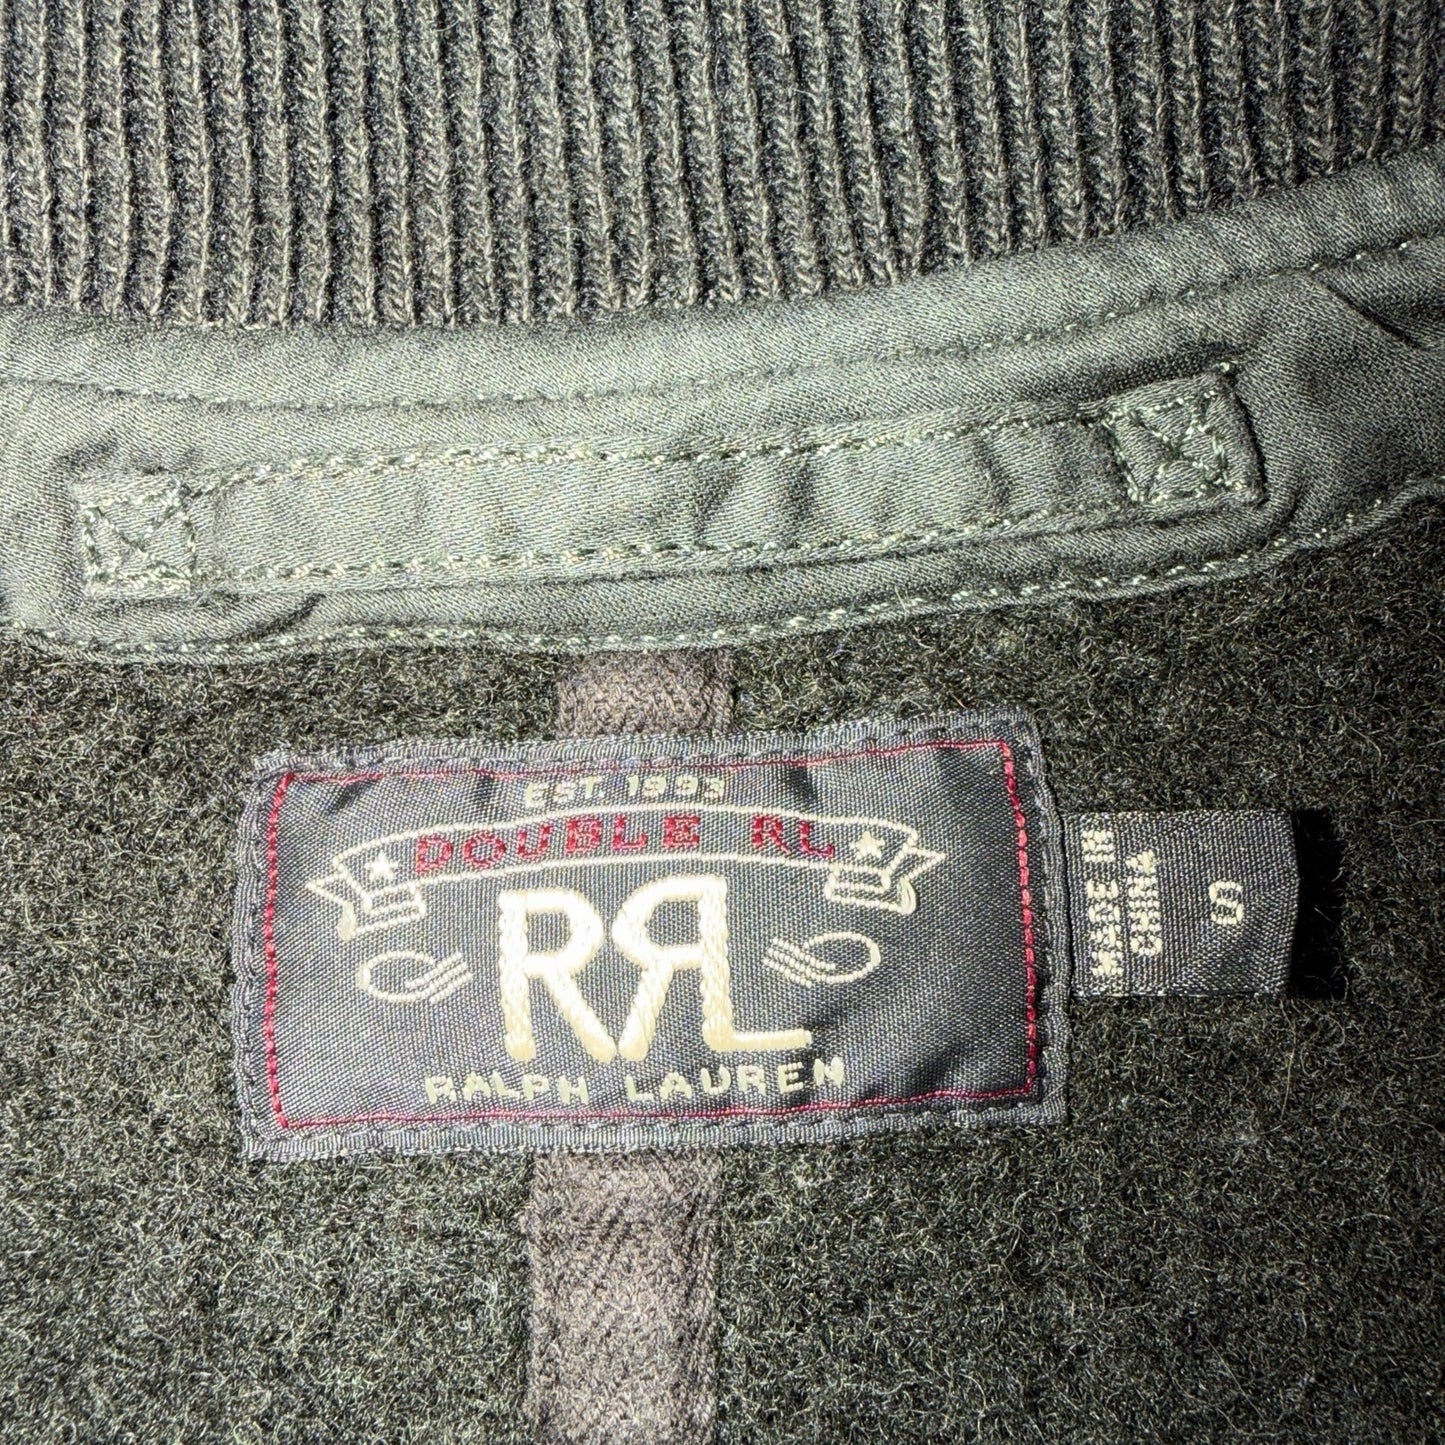 EST. 1993
DOUBLE RL
RRL
RALPH LAUREN
MADE IN
CHINA
S